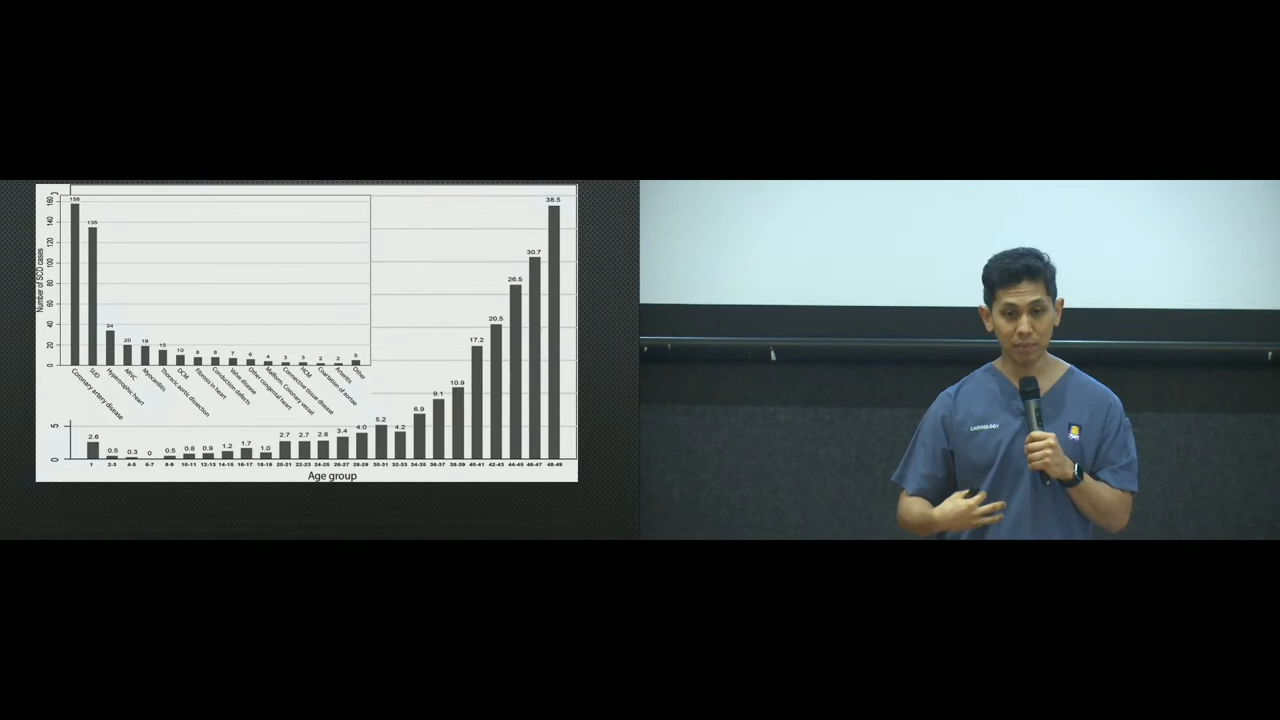 158
135
34
20
19
15
10
8
8
7
6
4
3
3
2
2
5
160
140
120
100
80
60
40
20
0
Number of SCD cases
Coronary artery disease
SUD
Hypertrophic heart
ARVC
Myocarditis
Thoracic aortic dissection
DCM
Fibrosis in heart
Conduction defects
Valve disease
Other congenital heart
Malform. Coronary vessel
Connective tissue disease
HCM
Coarctation of aortae
Arteritis
Other
5
0
2.6
0.5
0.3
0
0.5
0.8
0.9
1.2
1.7
1.0
2.7
2.7
2.8
3.4
4.0
5.2
4.2
6.9
9.1
10.9
17.2
20.5
26.5
30.7
38.5
1 2-3 4-5 6-7 8-9 10-11 12-13 14-15 16-17 18-19 20-21 22-23 24-25 26-27 28-29 30-31 32-33 34-35 36-37 38-39 40-41 42-43 44-45 46-47 48-49
Age group
CARDIOLOGY